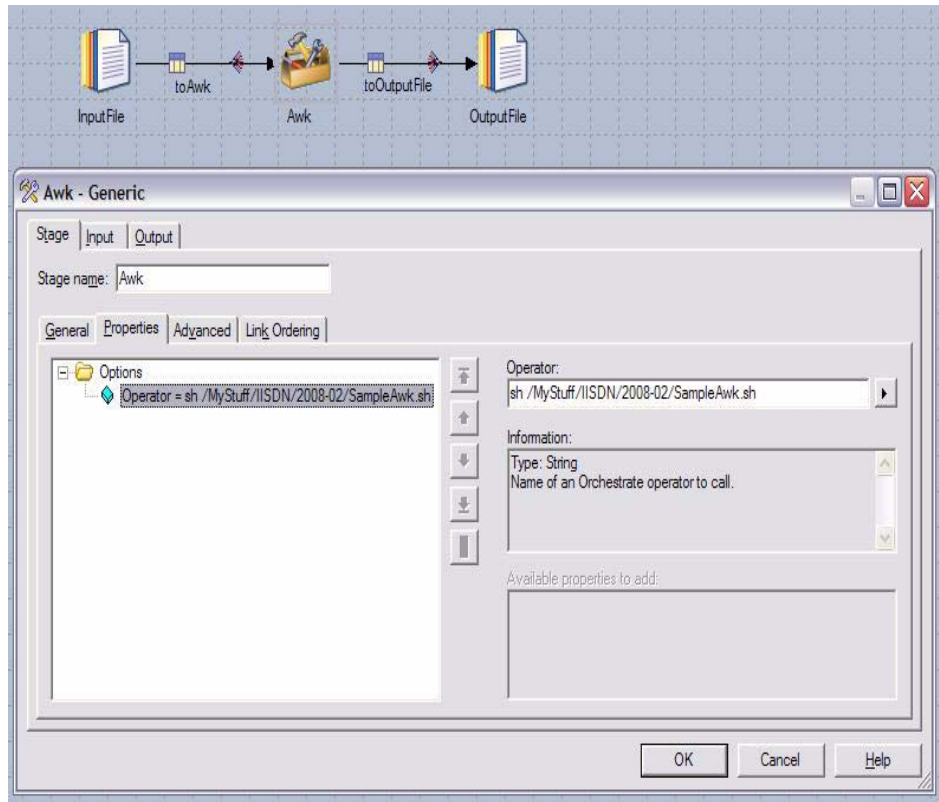 toAwk
toOutputFile
InputFile
Awk
OutputFile
Awk - Generic
Stage
Input
Output
Stage name:
Awk
General
Properties
Advanced
Link Ordering
Options
Operator = sh /MyStuff/IISDN/2008-02/SampleAwk.sh
Operator:
sh /MyStuff/IISDN/2008-02/SampleAwk.sh
Information:
Type: String
Name of an Orchestrate operator to call.
Available properties to add:
OK
Cancel
Help